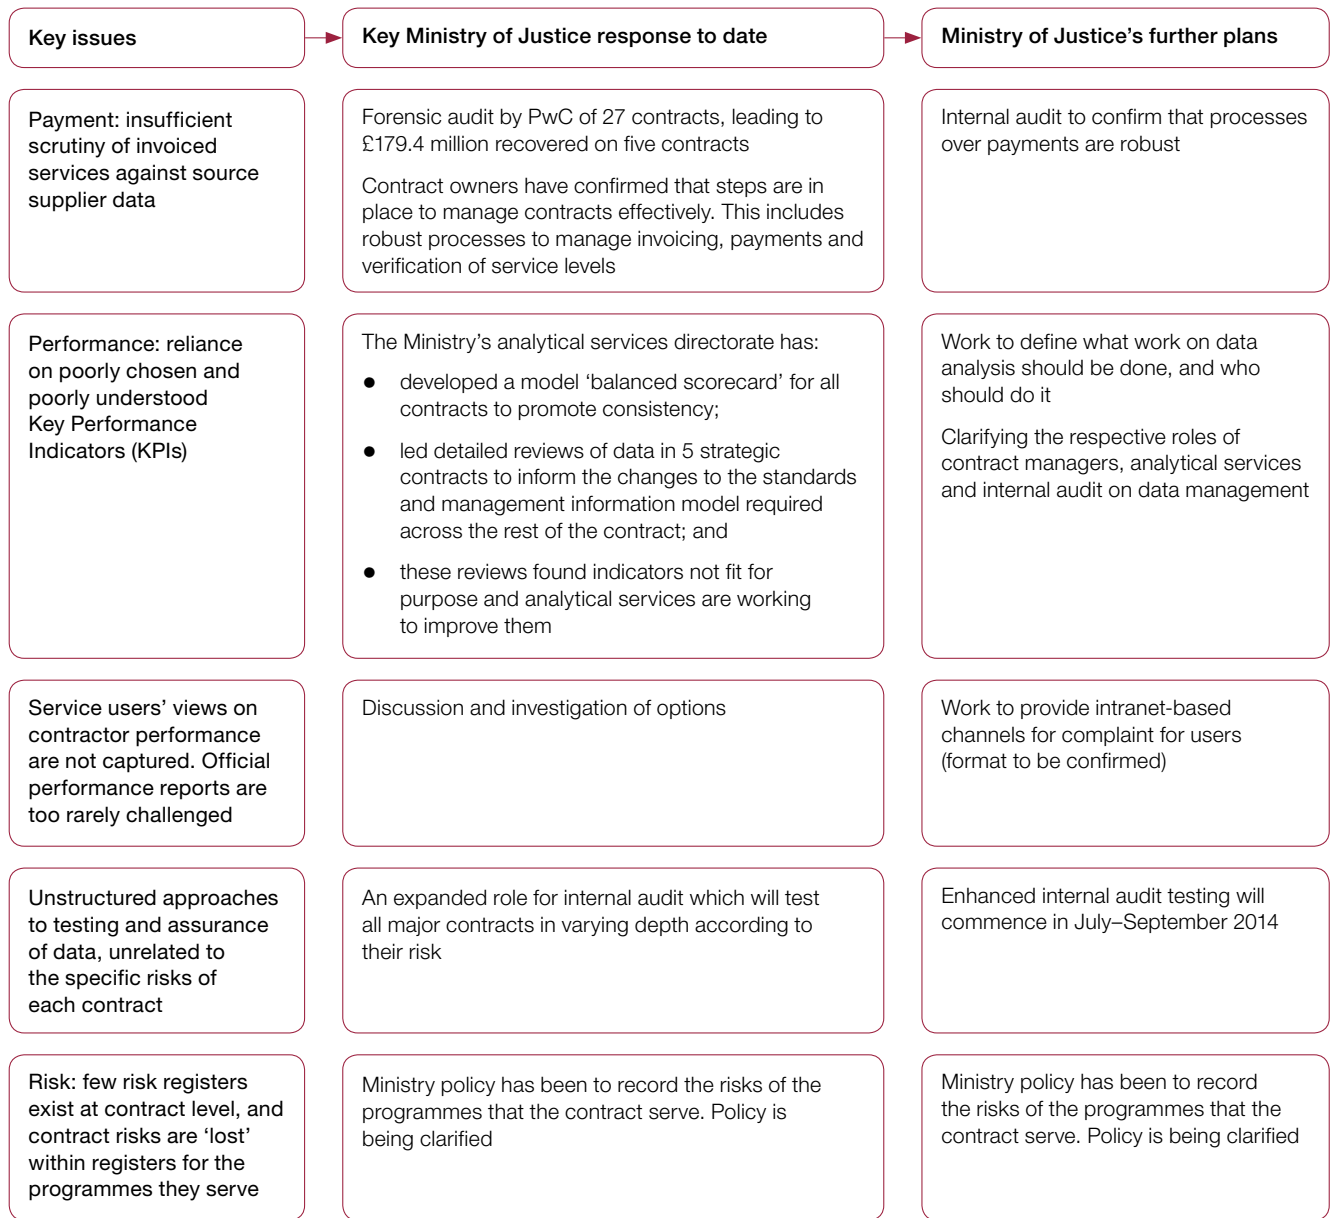 Key issues
Key Ministry of Justice response to date
Ministry of Justice’s further plans
Payment: insufficient
scrutiny of invoiced
services against source
supplier data
Forensic audit by PwC of 27 contracts, leading to
£179.4 million recovered on five contracts
Contract owners have confirmed that steps are in
place to manage contracts effectively. This includes
robust processes to manage invoicing, payments and
verification of service levels
Internal audit to confirm that processes
over payments are robust
Performance: reliance
on poorly chosen and
poorly understood
Key Performance
Indicators (KPIs)
The Ministry’s analytical services directorate has:
● developed a model ‘balanced scorecard’ for all
contracts to promote consistency;
● led detailed reviews of data in 5 strategic
contracts to inform the changes to the standards
and management information model required
across the rest of the contract; and
● these reviews found indicators not fit for
purpose and analytical services are working
to improve them
Work to define what work on data
analysis should be done, and who
should do it
Clarifying the respective roles of
contract managers, analytical services
and internal audit on data management
Service users’ views on
contractor performance
are not captured. Official
performance reports are
too rarely challenged
Discussion and investigation of options
Work to provide intranet-based
channels for complaint for users
(format to be confirmed)
Unstructured approaches
to testing and assurance
of data, unrelated to
the specific risks of
each contract
An expanded role for internal audit which will test
all major contracts in varying depth according to
their risk
Enhanced internal audit testing will
commence in July–September 2014
Risk: few risk registers
exist at contract level, and
contract risks are ‘lost’
within registers for the
programmes they serve
Ministry policy has been to record the risks of the
programmes that the contract serve. Policy is
being clarified
Ministry policy has been to record
the risks of the programmes that the
contract serve. Policy is being clarified